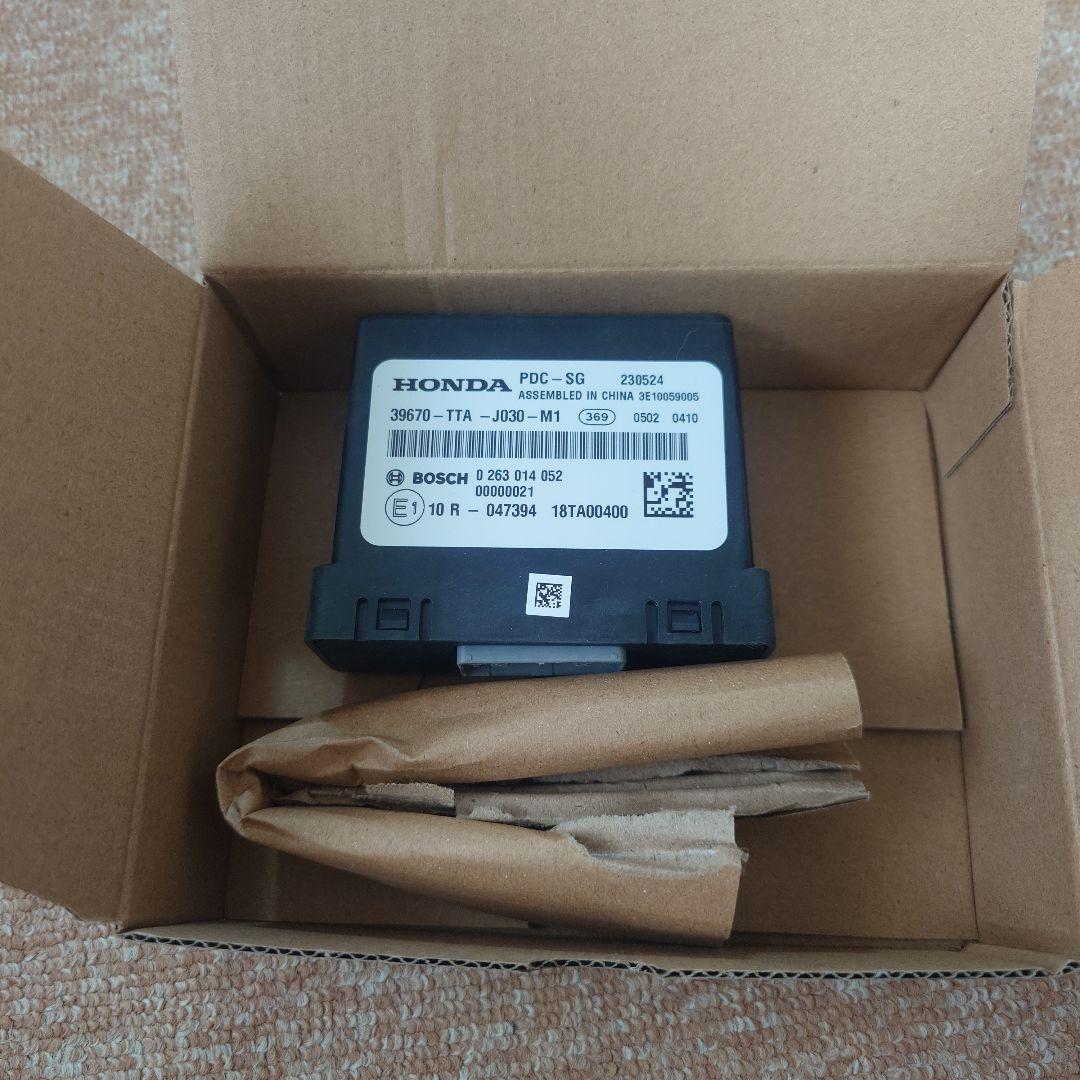 HONDA PDC-SG 230524
ASSEMBLED IN CHINA 3E10059005
39670-TTA-J030-M1 369 0502 0410
BOSCH 0 263 014 052
00000021
E1 10 R - 047394 18TA00400